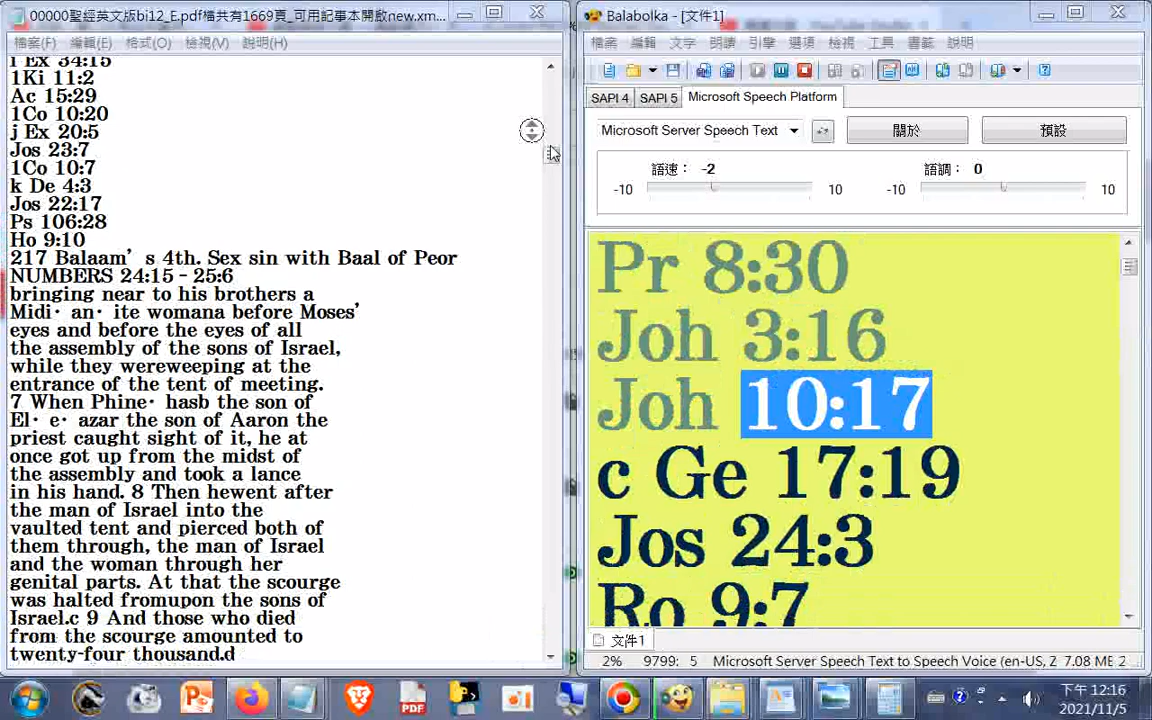 00000聖經英文版bi12_E.pdf檔共有1669頁_可用記事本開啟new.xm...
檔案(F) 編輯(E) 格式(O) 檢視(V) 說明(H)
i Ex 34:15
1Ki 11:2
Ac 15:29
1Co 10:20
j Ex 20:5
Jos 23:7
1Co 10:7
k De 4:3
Jos 22:17
Ps 106:28
Ho 9:10
217 Balaam’s 4th. Sex sin with Baal of Peor
NUMBERS 24:15-25:6
bringing near to his brothers a
Midi·an·ite womana before Moses’
eyes and before the eyes of all
the assembly of the sons of Israel,
while they wereweeping at the
entrance of the tent of meeting.
7 When Phine·hasb the son of
El·e·azar the son of Aaron the
priest caught sight of it, he at
once got up from the midst of
the assembly and took a lance
in his hand. 8 Then hewent after
the man of Israel into the
vaulted tent and pierced both of
them through, the man of Israel
and the woman through her
genital parts. At that the scourge
was halted fromupon the sons of
Israel.c 9 And those who died
from the scourge amounted to
twenty-four thousand.d
Balabolka - [文件1]
檔案 編輯 文字 朗讀 引擎 選項 檢視 工具 書籤 說明
SAPI 4 SAPI 5 Microsoft Speech Platform
Microsoft Server Speech Text 關於 預設
語速: -2 語調: 0
-10 10 -10 10
Pr 8:30
Joh 3:16
Joh 10:17
c Ge 17:19
Jos 24:3
Ro 9:7
文件1
2% 9799: 5 Microsoft Server Speech Text to Speech Voice (en-US, Z 7.08 MB 2
下午 12:16
2021/11/5